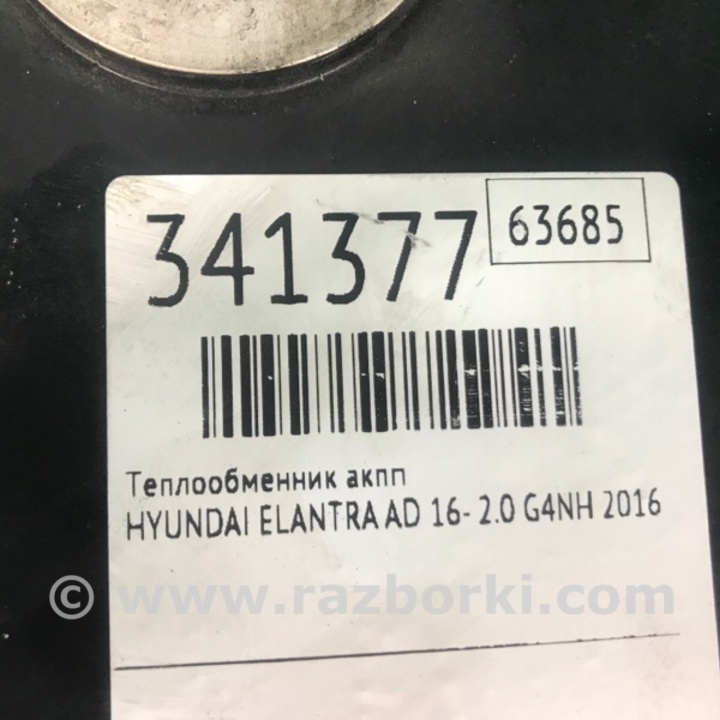 341377 63685
Теплообменник акпп
HYUNDAI ELANTRA AD 16- 2.0 G4NH 2016
© www.razborki.com